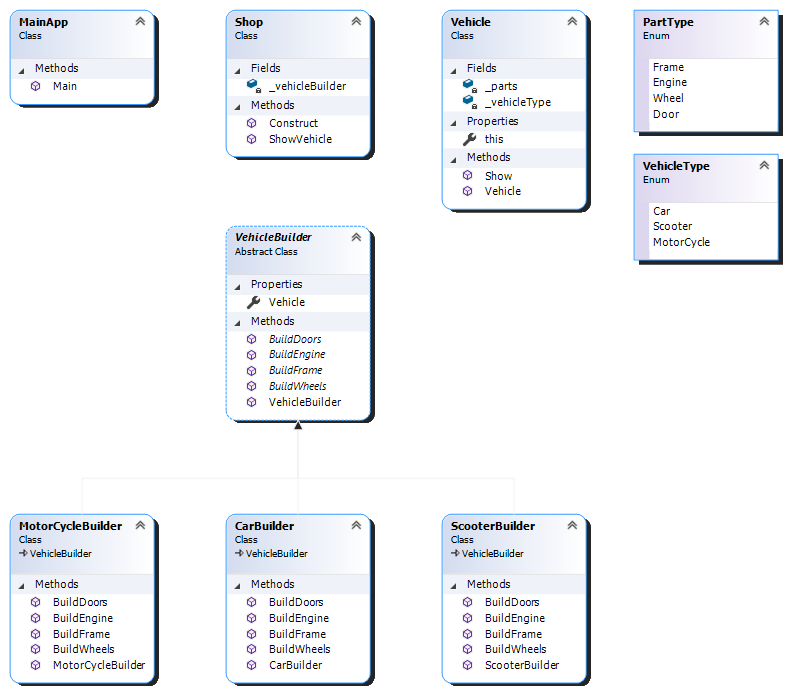 MainApp
Class
Methods
Main
Shop
Class
Fields
_vehicleBuilder
Methods
Construct
ShowVehicle
Vehicle
Class
Fields
_parts
_vehicleType
Properties
this
Methods
Show
Vehicle
PartType
Enum
Frame
Engine
Wheel
Door
VehicleType
Enum
Car
Scooter
MotorCycle
VehicleBuilder
Abstract Class
Properties
Vehicle
Methods
BuildDoors
BuildEngine
BuildFrame
BuildWheels
VehicleBuilder
MotorCycleBuilder
Class
VehicleBuilder
Methods
BuildDoors
BuildEngine
BuildFrame
BuildWheels
MotorCycleBuilder
CarBuilder
Class
VehicleBuilder
Methods
BuildDoors
BuildEngine
BuildFrame
BuildWheels
CarBuilder
ScooterBuilder
Class
VehicleBuilder
Methods
BuildDoors
BuildEngine
BuildFrame
BuildWheels
ScooterBuilder